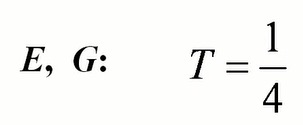 E, G: T = 1/4